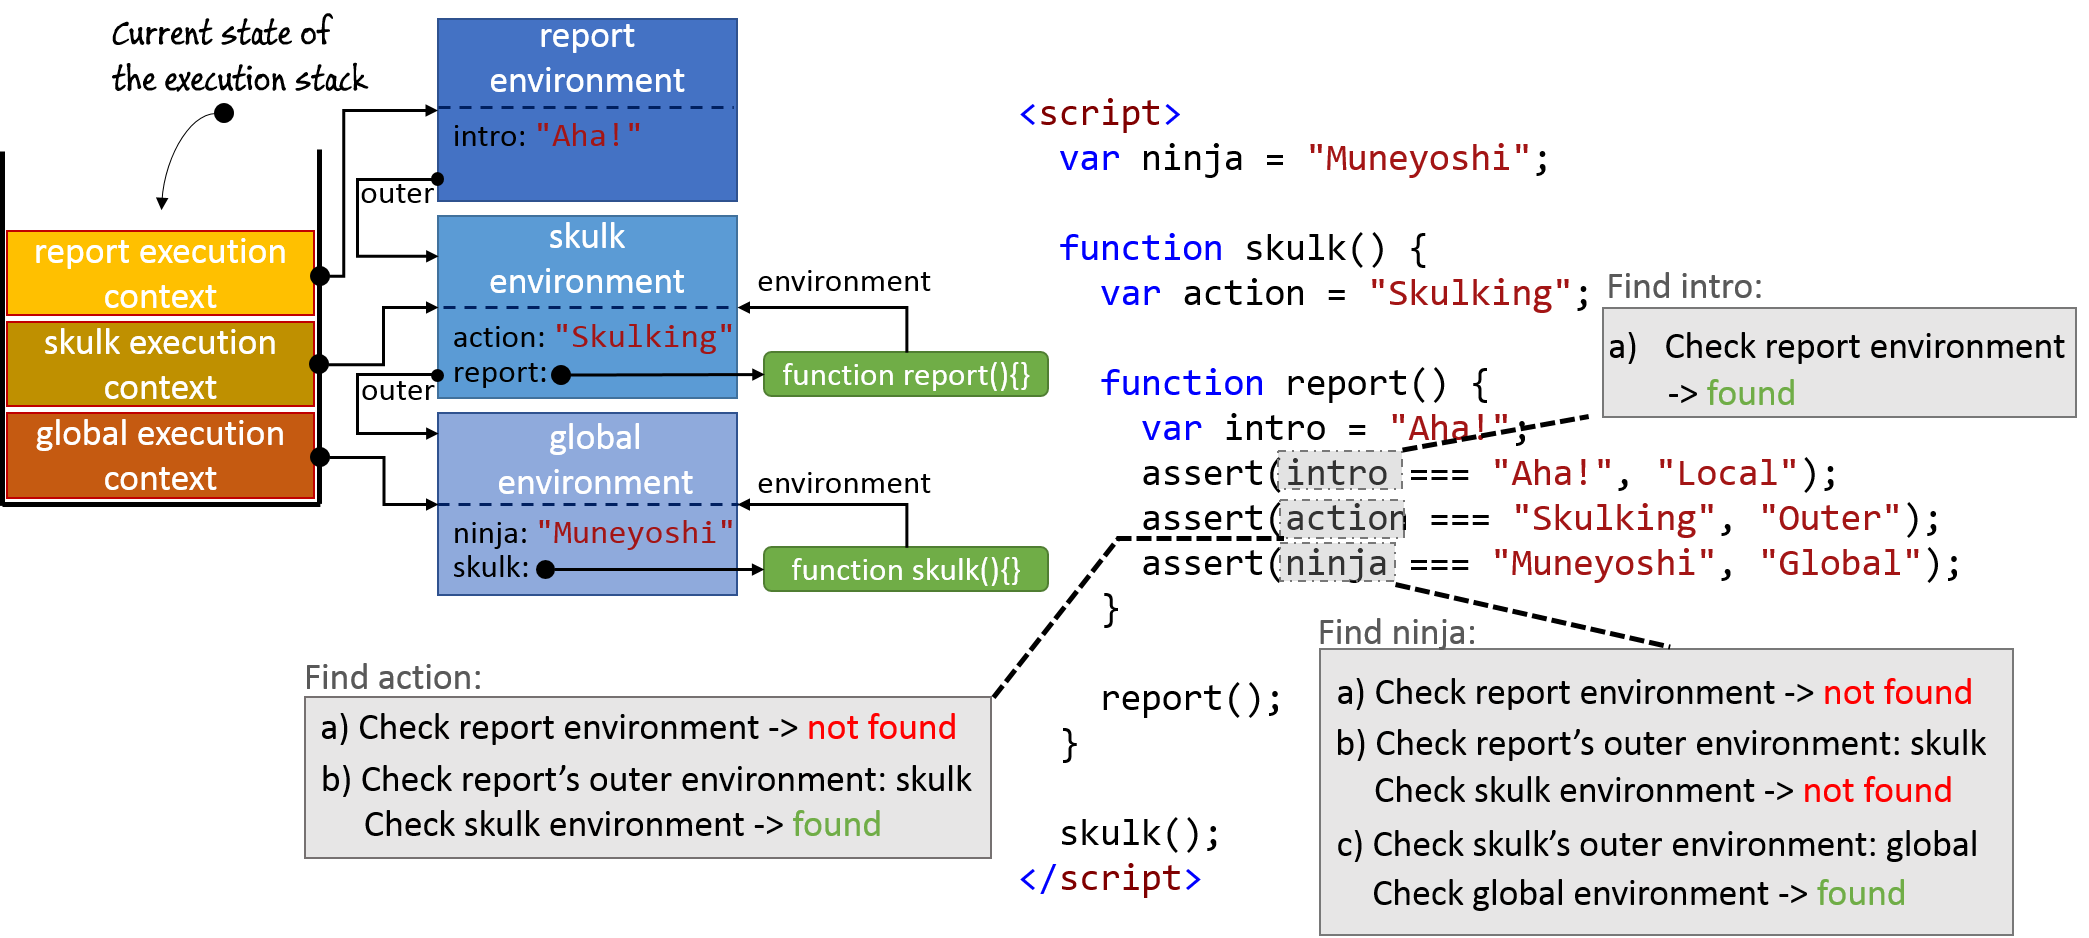 Current state of
the execution stack
report execution
context
skulk execution
context
global execution
context
report
environment
intro: "Aha!"
outer
skulk
environment
action: "Skulking"
report:
outer
global
environment
ninja: "Muneyoshi"
skulk:
environment
function report(){}
environment
function skulk(){}
<script>
var ninja = "Muneyoshi";
function skulk() {
var action = "Skulking";
function report() {
var intro = "Aha!";
assert(intro === "Aha!", "Local");
assert(action === "Skulking", "Outer");
assert(ninja === "Muneyoshi", "Global");
}
report();
}
skulk();
</script>
Find intro:
a) Check report environment
-> found
Find action:
a) Check report environment -> not found
b) Check report’s outer environment: skulk
Check skulk environment -> found
Find ninja:
a) Check report environment -> not found
b) Check report’s outer environment: skulk
Check skulk environment -> not found
c) Check skulk’s outer environment: global
Check global environment -> found